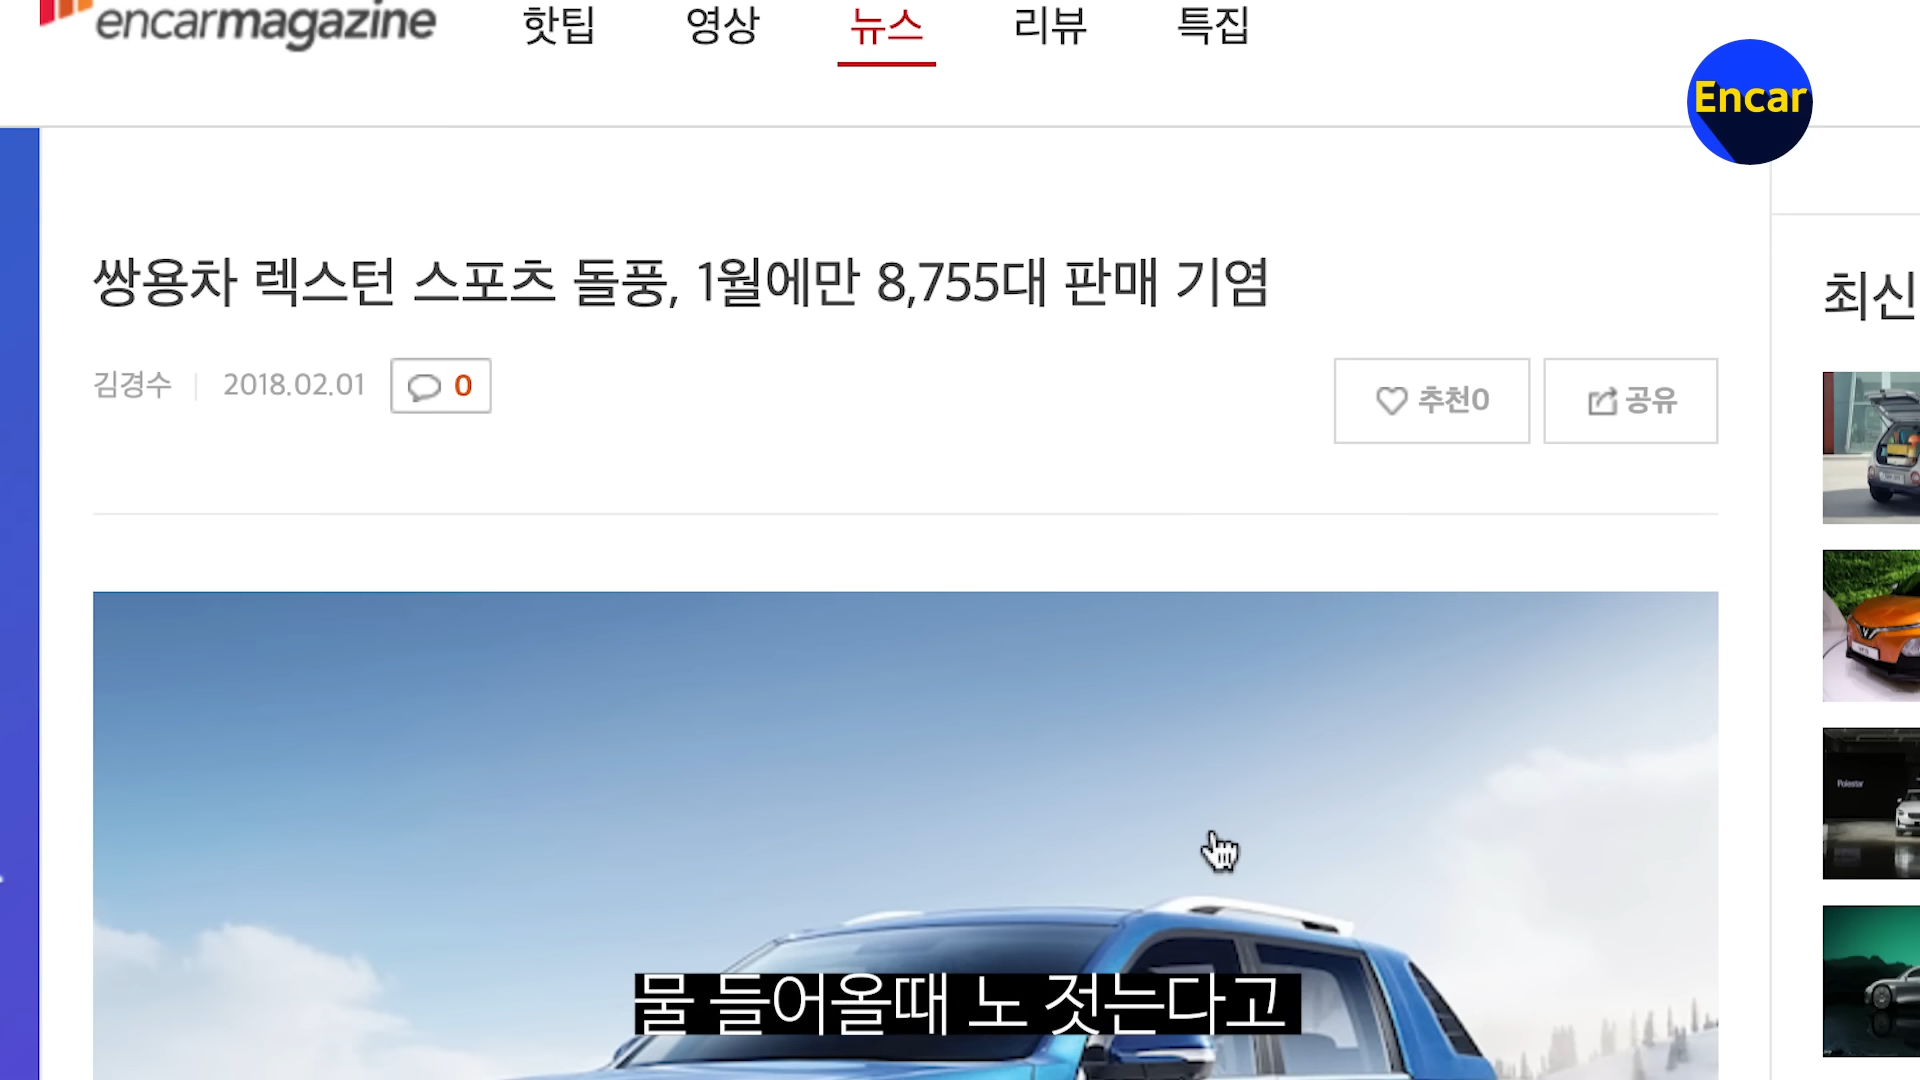 encarmagazine
핫팁 영상 뉴스 리뷰 특집
Encar
쌍용차 렉스턴 스포츠 돌풍, 1월에만 8,755대 판매 기염
김경수 2018.02.01 0
추천0 공유
최신
Polestar
물 들어올때 노 젓는다고